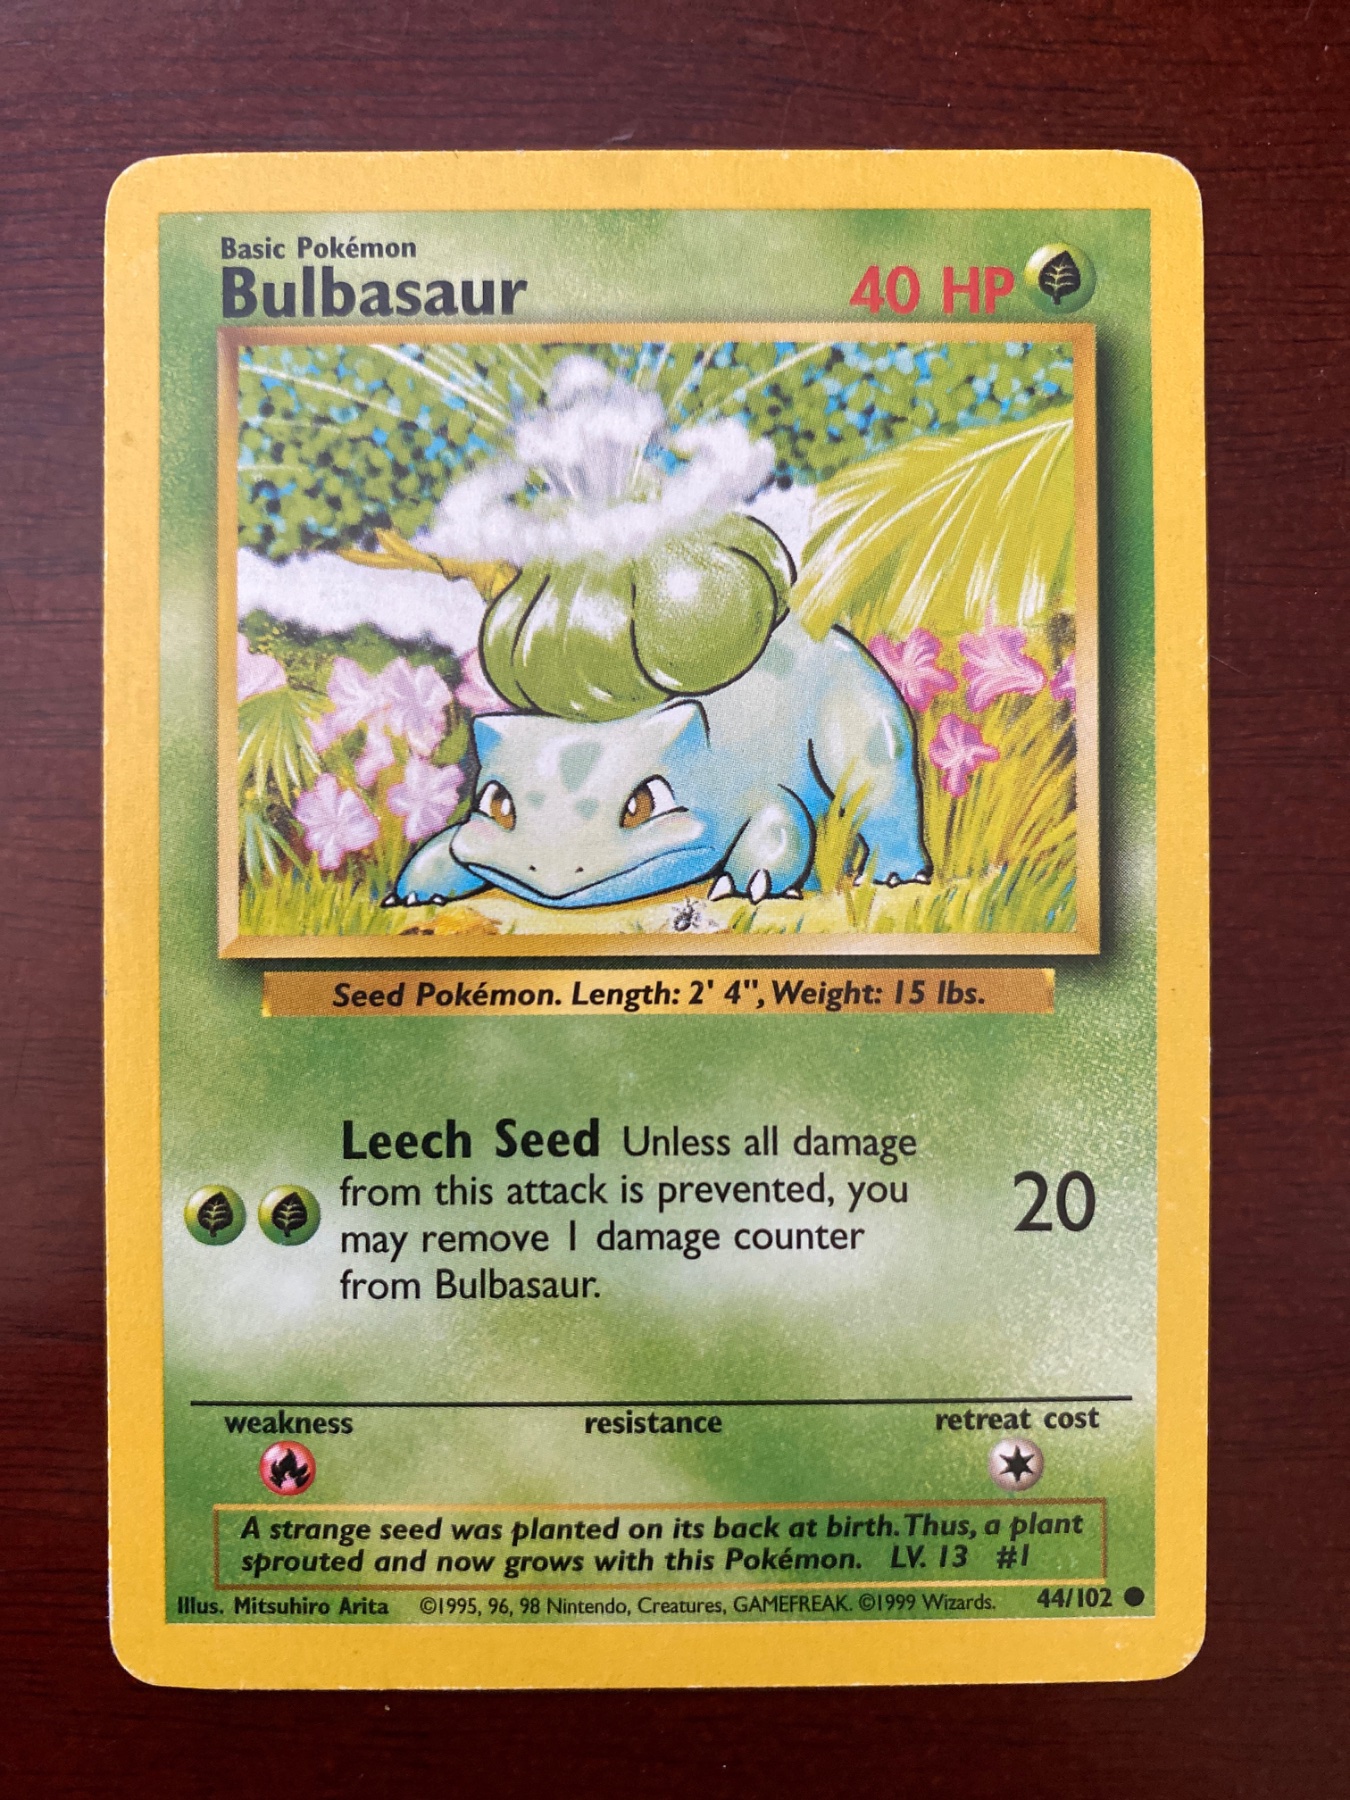 Basic Pokémon
Bulbasaur
40 HP
Seed Pokémon. Length: 2' 4", Weight: 15 lbs.
Leech Seed Unless all damage
from this attack is prevented, you
may remove 1 damage counter
from Bulbasaur.
20
weakness resistance retreat cost
A strange seed was planted on its back at birth. Thus, a plant
sprouted and now grows with this Pokémon. LV. 13 #1
Illus. Mitsuhiro Arita ©1995, 96, 98 Nintendo, Creatures, GAMEFREAK. ©1999 Wizards. 44/102 ●